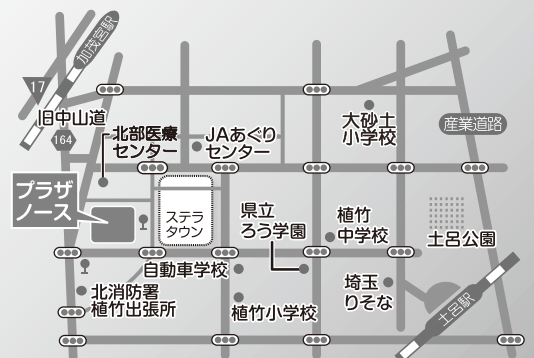 加茂宮駅
17
旧中山道
164
北部医療
センター
JAあぐり
センター
大砂土
小学校
産業道路
プラザ
ノース
ステラ
タウン
県立
ろう学園
植竹
中学校
土呂公園
自動車学校
北消防署
植竹出張所
植竹小学校
埼玉
りそな
土呂駅